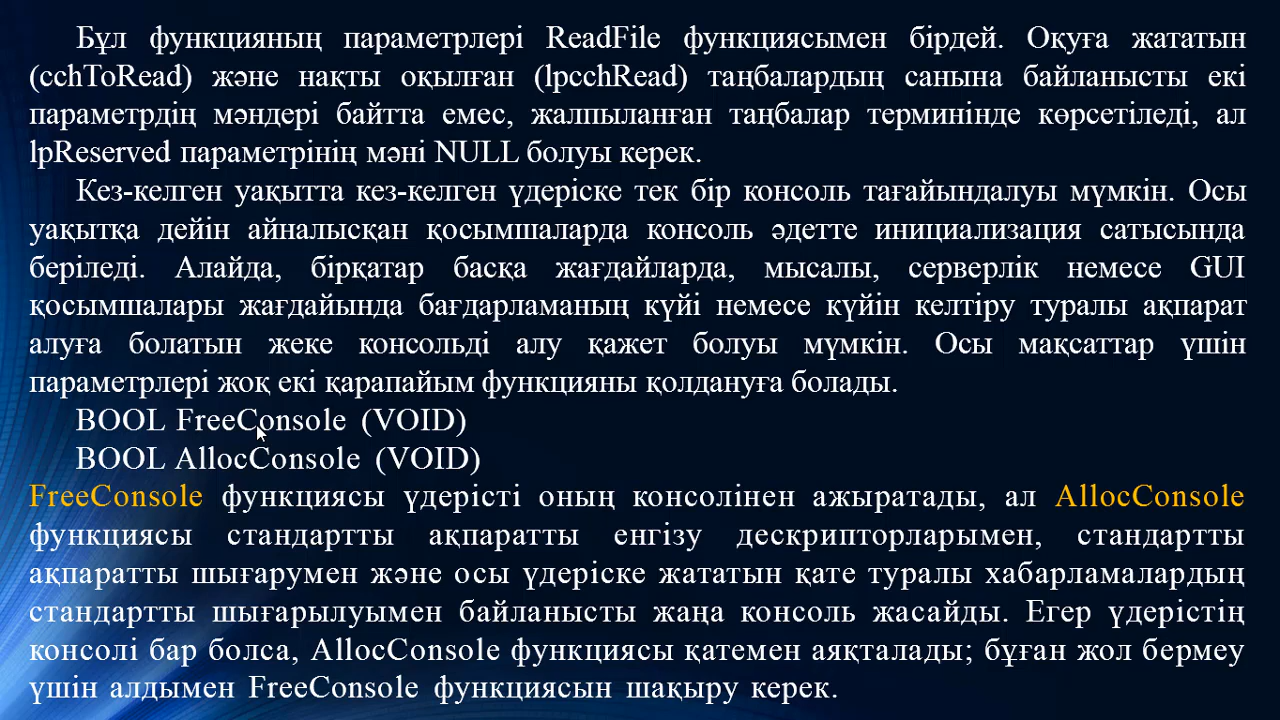 Бұл функцияның параметрлері ReadFile функциясымен бірдей. Оқуға жататын
(cchToRead) және нақты оқылған (lpcchRead) таңбалардың санына байланысты екі
параметрдің мәндері байтта емес, жалпыланған таңбалар терминінде көрсетіледі, ал
lpReserved параметрінің мәні NULL болуы керек.
Кез-келген уақытта кез-келген үдеріске тек бір консоль тағайындалуы мүмкін. Осы
уақытқа дейін айналысқан қосымшаларда консоль әдетте инициализация сатысында
беріледі. Алайда, бірқатар басқа жағдайларда, мысалы, серверлік немесе GUI
қосымшалары жағдайында бағдарламаның күйі немесе күйін келтіру туралы ақпарат
алуға болатын жеке консольді алу қажет болуы мүмкін. Осы мақсаттар үшін
параметрлері жоқ екі қарапайым функцияны қолдануға болады.
BOOL FreeConsole (VOID)
BOOL AllocConsole (VOID)
FreeConsole функциясы үдерісті оның консолінен ажыратады, ал AllocConsole
функциясы стандартты ақпаратты енгізу дескрипторларымен, стандартты
ақпаратты шығарумен және осы үдеріске жататын қате туралы хабарламалардың
стандартты шығарылуымен байланысты жаңа консоль жасайды. Егер үдерістің
консолі бар болса, AllocConsole функциясы қатемен аяқталады; бұған жол бермеу
үшін алдымен FreeConsole функциясын шақыру керек.